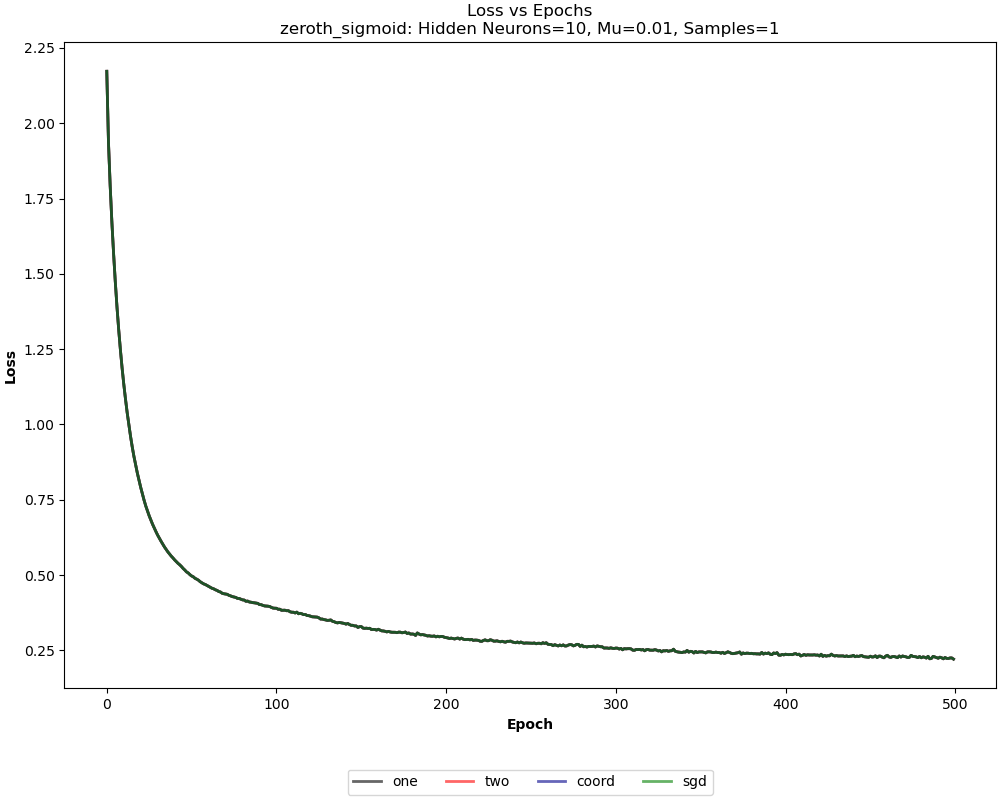 Loss vs Epochs
zeroth_sigmoid: Hidden Neurons=10, Mu=0.01, Samples=1
2.25
2.00
1.75
1.50
1.25
1.00
0.75
0.50
0.25
Loss
0 100 200 300 400 500
Epoch
one two coord sgd